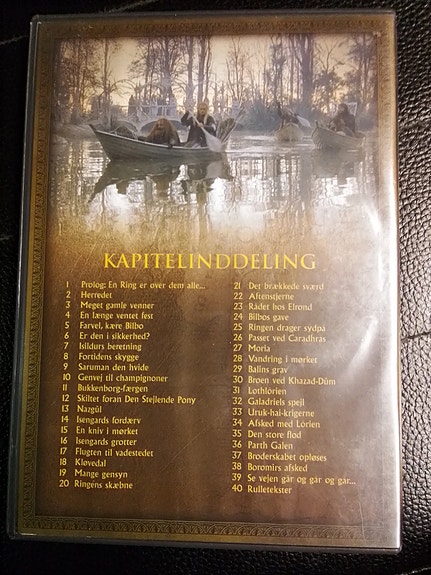 KAPITELINDDELING
1 Prolog: En Ring er over dem alle...
2 Herredet
3 Meget gamle venner
4 En længe ventet fest
5 Farvel, kære Bilbo
6 Er den i sikkerhed?
7 Isildurs beretning
8 Fortidens skygge
9 Saruman den hvide
10 Genvej til champignoner
11 Bukkenborg-færgen
12 Skiltet foran Den Stejlende Pony
13 Nazgûl
14 Isengards fordærv
15 En kniv i mørket
16 Isengards grotter
17 Flugten til vadestedet
18 Kløvedal
19 Mange gensyn
20 Ringens skæbne
21 Det brækkede sværd
22 Aftenstjerne
23 Rådet hos Elrond
24 Bilbos gave
25 Ringen drager sydpå
26 Passet ved Caradhras
27 Moria
28 Vandring i mørket
29 Balins grav
30 Broen ved Khazad-Dûm
31 Lothlórien
32 Galadriels spejl
33 Uruk-hai-krigerne
34 Afsked med Lórien
35 Den store flod
36 Parth Galen
37 Broderskabet opløses
38 Boromirs afsked
39 Se vejen går og går og går...
40 Rulletekster